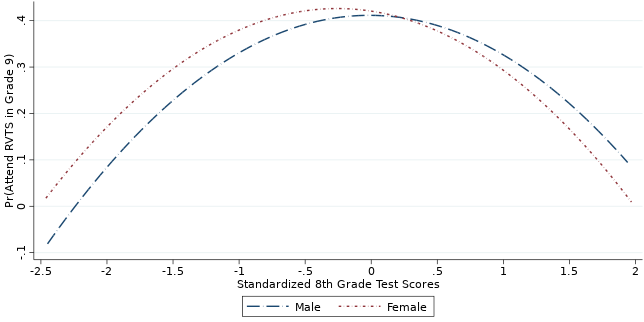 Pr(Attend RVTS in Grade 9)
.4
.3
.2
.1
0
-.1
-2.5 -2 -1.5 -1 -.5 0 .5 1 1.5 2
Standardized 8th Grade Test Scores
Male Female